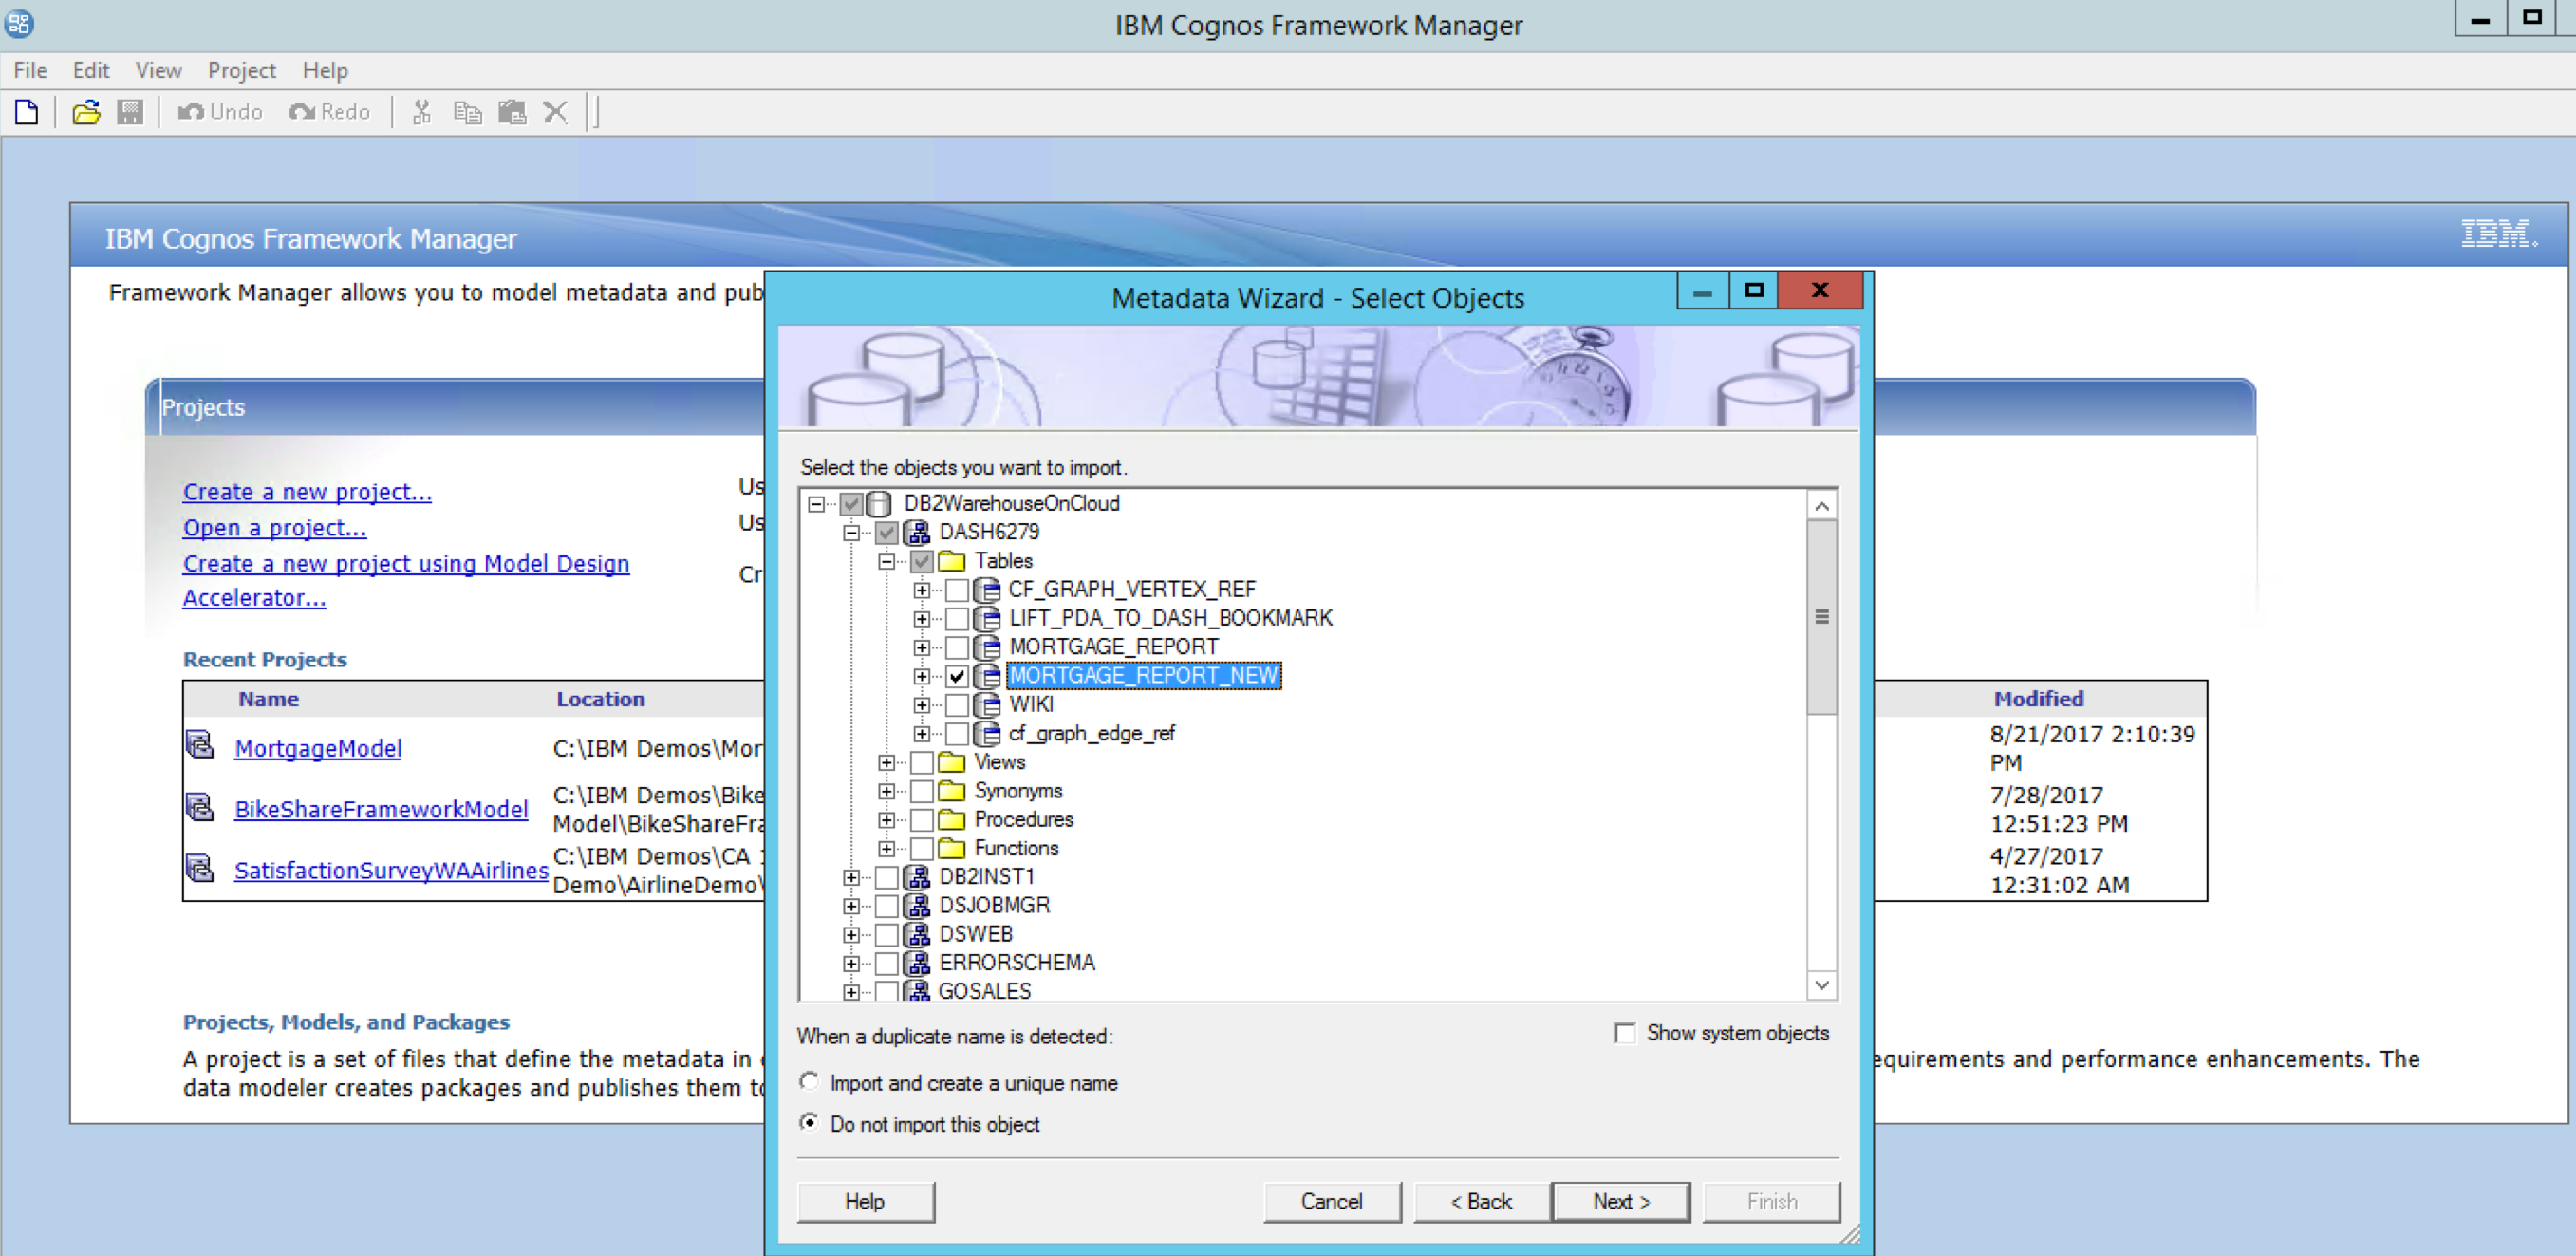 IBM Cognos Framework Manager
File Edit View Project Help
Undo Redo
IBM Cognos Framework Manager
IBM.
Framework Manager allows you to model metadata and pub
Projects
Create a new project...
Us
Open a project...
Us
Create a new project using Model Design
Accelerator...
Cr
Recent Projects
Name Location Modified
MortgageModel C:\IBM Demos\Mor 8/21/2017 2:10:39
PM
BikeShareFrameworkModel C:\IBM Demos\Bike 7/28/2017
Model\BikeShareFra 12:51:23 PM
SatisfactionSurveyWAAirlines C:\IBM Demos\CA 4/27/2017
Demo\AirlineDemo\ 12:31:02 AM
Projects, Models, and Packages
A project is a set of files that define the metadata in equirements and performance enhancements. The
data modeler creates packages and publishes them to
Metadata Wizard - Select Objects
Select the objects you want to import.
DB2WarehouseOnCloud
DASH6279
Tables
CF_GRAPH_VERTEX_REF
LIFT_PDA_TO_DASH_BOOKMARK
MORTGAGE_REPORT
MORTGAGE_REPORT_NEW
WIKI
cf_graph_edge_ref
Views
Synonyms
Procedures
Functions
DB2INST1
DSJOBMGR
DSWEB
ERRORSCHEMA
GOSALES
When a duplicate name is detected:
Show system objects
Import and create a unique name
Do not import this object
Help Cancel < Back Next > Finish